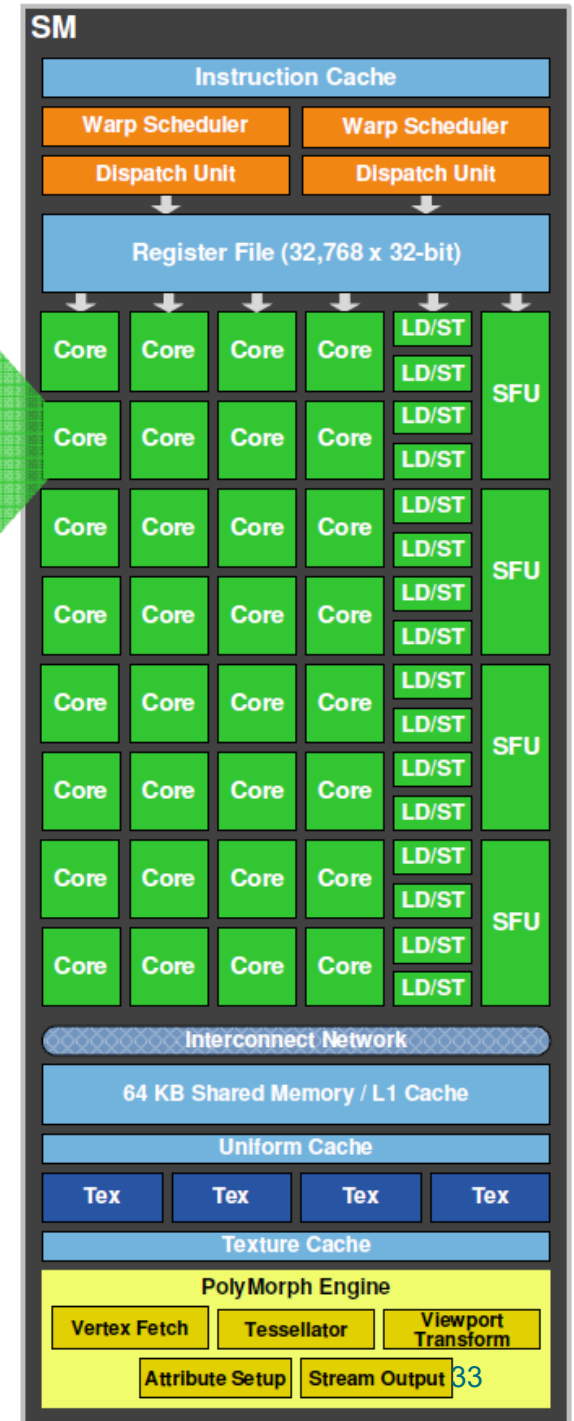 SM
Instruction Cache
Warp Scheduler Warp Scheduler
Dispatch Unit Dispatch Unit
Register File (32,768 x 32-bit)
Core Core Core Core LD/ST SFU
LD/ST
Core Core Core Core LD/ST
LD/ST
Core Core Core Core LD/ST SFU
LD/ST
Core Core Core Core LD/ST
LD/ST
Core Core Core Core LD/ST SFU
LD/ST
Core Core Core Core LD/ST
LD/ST
Core Core Core Core LD/ST SFU
LD/ST
Core Core Core Core LD/ST
LD/ST
Interconnect Network
64 KB Shared Memory / L1 Cache
Uniform Cache
Tex Tex Tex Tex
Texture Cache
PolyMorph Engine
Vertex Fetch Tessellator Viewport
Transform
Attribute Setup Stream Output 33